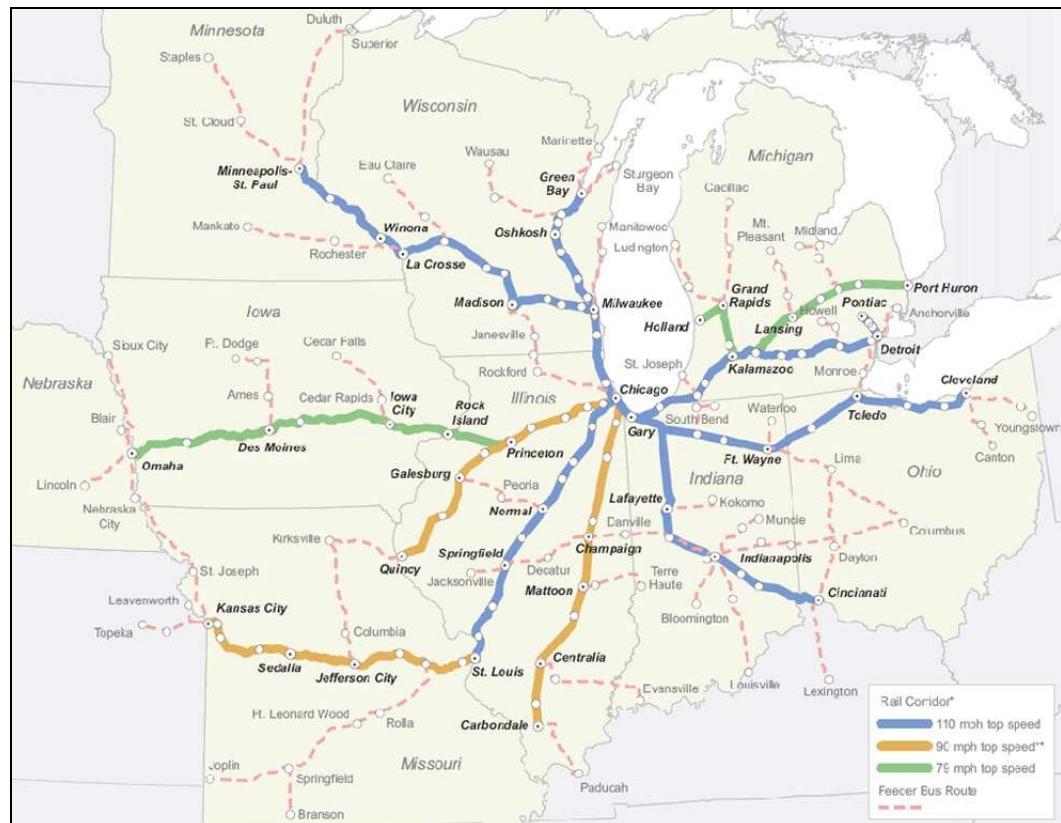 Duluth
Minnesota
Superior
Staples
Wisconsin
St. Cloud
Marinette
Wausau
Michigan
Eau Claire
Minneapolis-
St. Paul
Green
Bay
Sturgeon
Bay
Cacillac
Mt.
Pleasant
Midland
Mankato
Winona
Oshkosh
Manitowoc
Ludington
Rochester
La Crosse
Grand
Rapids
Port Huron
Pontiac
Madison
Milwaukee
Holland
Lansing
Howell
Anchorville
Iowa
Janesville
Detroit
Sioux City
Ft. Dodge
Cecar Falls
Rockford
St. Joseph
Kalamazoo
Monroe
Cleveland
Nebraska
Ames
Cedar Rapids
Iowa
City
Illinois
Chicago
Blair
Rock
Island
Gary
South Bend
Waterloo
Toledo
Youngstown
Omaha
Des Moines
Princeton
Ft. Wayne
Canton
Galesburg
Indiana
Lima
Ohio
Lincoln
Peoria
Lafayette
Kokomo
Nebraska
City
Normal
Danville
Muncie
Columbus
Kirksville
Springfield
Champaign
Indianapolis
Dayton
Quincy
Jacksonville
Decatur
Terre
Haute
St. Joseph
Mattoon
Leavenworth
Kansas City
Cincinnati
Topeka
Columbia
Bloomington
Sedalia
Jefferson City
St. Louis
Centralia
Evansville
Louisville
Lexington
Ft. Leonard Wood
Rolla
Carbondale
Rail Corridor*
110 mph top speed
90 mph top speed**
79 mph top speed
Feecer Bus Route
Joplin
Springfield
Missouri
Paducah
Branson